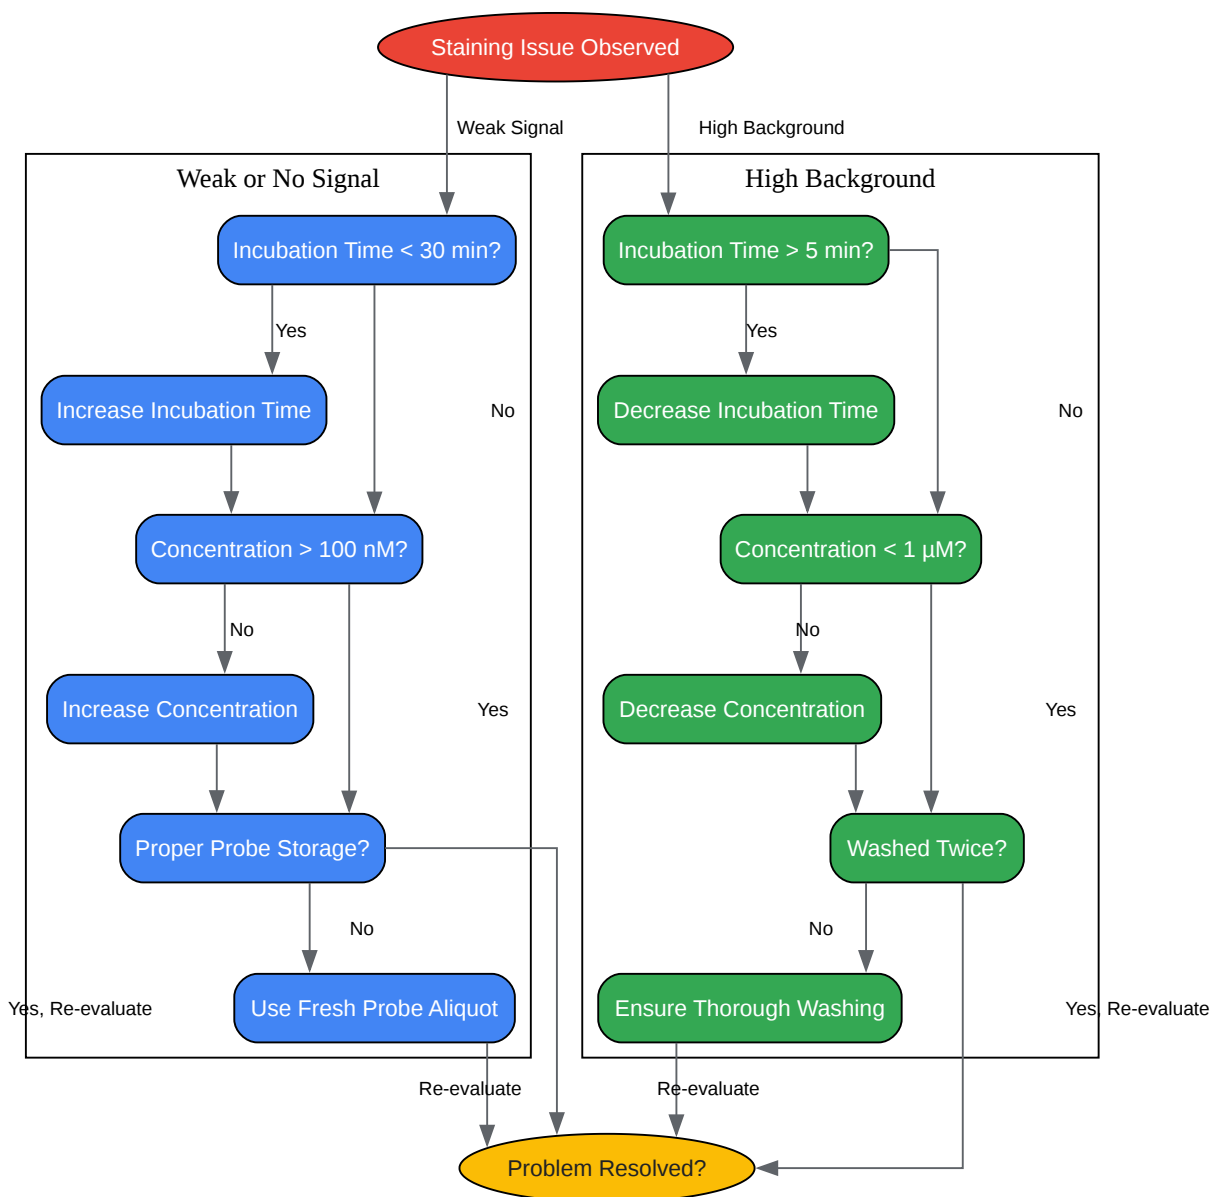 Staining Issue Observed
Weak Signal
High Background
Weak or No Signal
High Background
Incubation Time < 30 min?
Incubation Time > 5 min?
Yes
Yes
Increase Incubation Time
No
Decrease Incubation Time
No
Concentration > 100 nM?
Concentration < 1 µM?
No
No
Increase Concentration
Yes
Decrease Concentration
Yes
Proper Probe Storage?
Washed Twice?
No
No
Yes, Re-evaluate
Use Fresh Probe Aliquot
Ensure Thorough Washing
Yes, Re-evaluate
Re-evaluate
Re-evaluate
Problem Resolved?